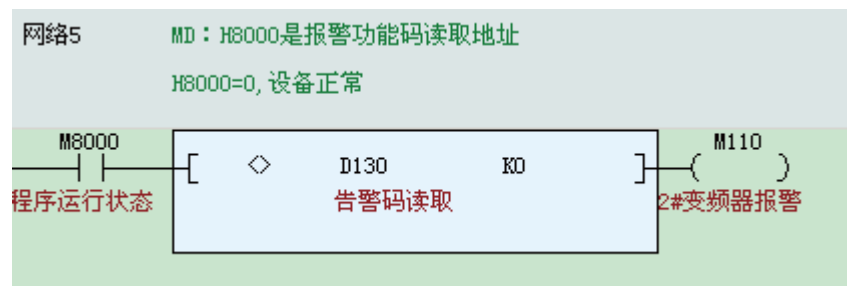 网络5 MD：H8000是报警功能码读取地址
H8000=0,设备正常
M8000 M110
<> D130 K0
程序运行状态 告警码读取 2#变频器报警